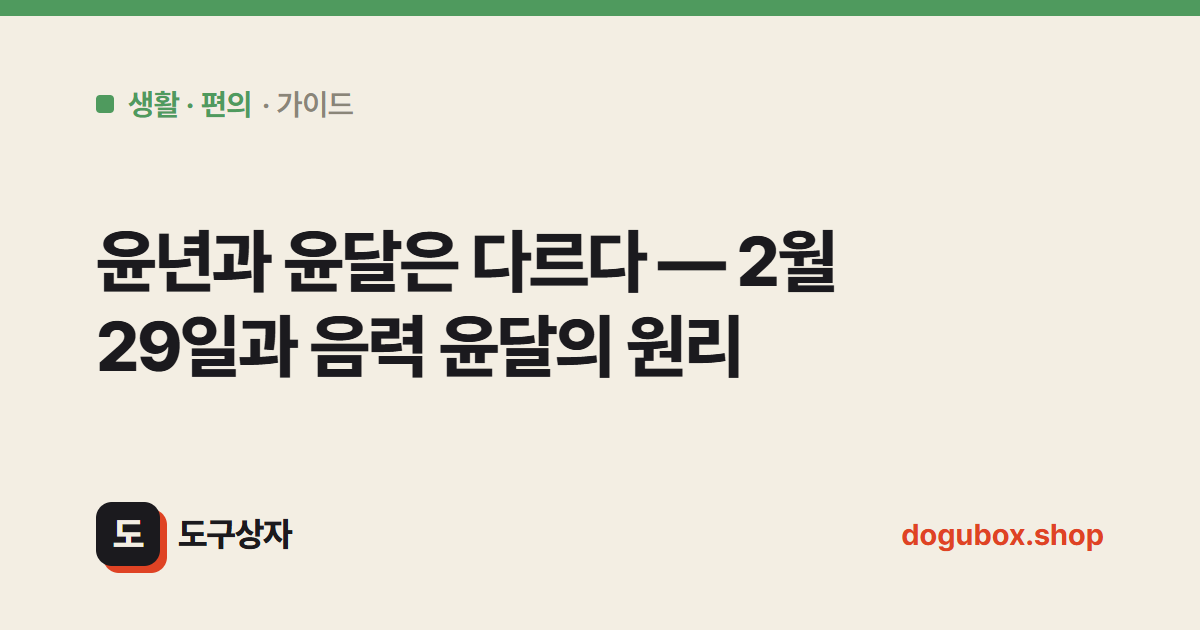 생활 · 편의 · 가이드
윤년과 윤달은 다르다 — 2월
29일과 음력 윤달의 원리
도 도구상자
dogubox.shop